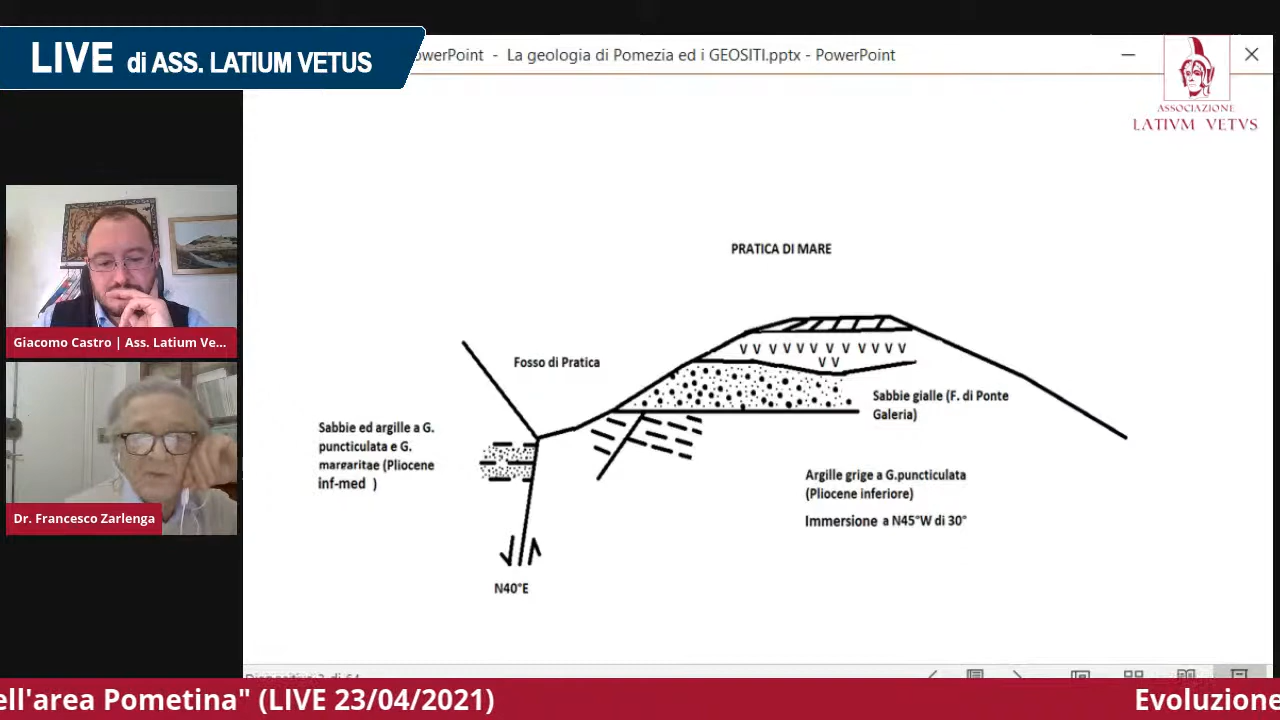 LIVE di ASS. LATIUM VETUS
owerPoint - La geologia di Pomezia ed i GEOSITI.pptx - PowerPoint
ASSOCIAZIONE
LATIVM VETVS
PRATICA DI MARE
Fosso di Pratica
Sabbie gialle (F. di Ponte
Galeria)
Sabbie ed argille a G.
puncticulata e G.
margaritae (Pliocene
inf-med )
Argille grige a G.puncticulata
(Pliocene inferiore)
Immersione a N45°W di 30°
N40°E
V V V V V V V V V V V V V
V V
Giacomo Castro | Ass. Latium Ve...
Dr. Francesco Zarlenga
ell'area Pometina" (LIVE 23/04/2021)
Evoluzione